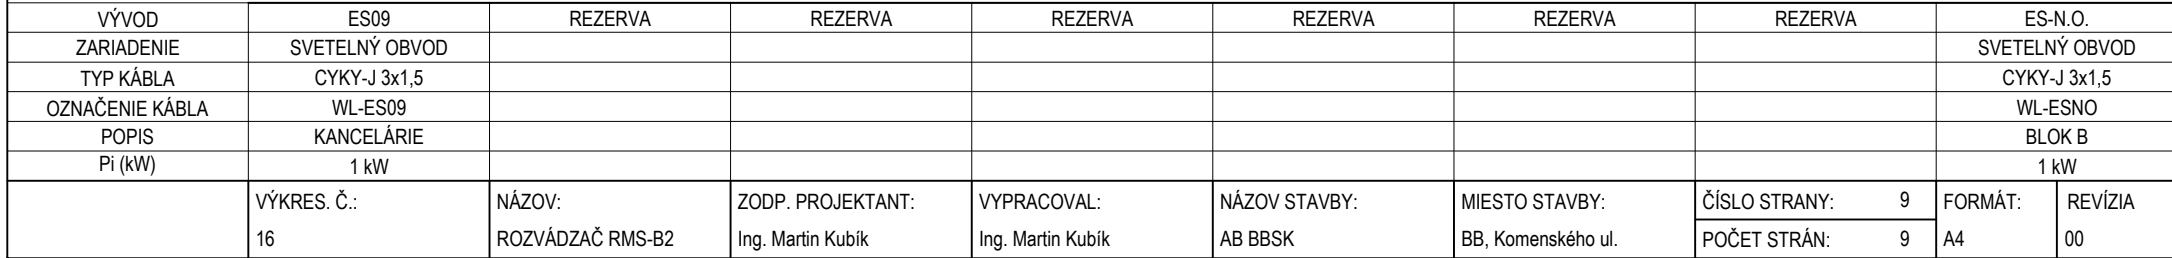 VÝVOD ES09 REZERVA REZERVA REZERVA REZERVA REZERVA REZERVA ES-N.O.
ZARIADENIE SVETELNÝ OBVOD SVETELNÝ OBVOD
TYP KÁBLA CYKY-J 3x1,5 CYKY-J 3x1,5
OZNAČENIE KÁBLA WL-ES09 WL-ESNO
POPIS KANCELÁRIE BLOK B
Pi (kW) 1 kW 1 kW
VÝKRES. Č.: NÁZOV: ZODP. PROJEKTANT: VYPRACOVAL: NÁZOV STAVBY: MIESTO STAVBY: ČÍSLO STRANY: 9 FORMÁT: REVÍZIA
16 ROZVÁDZAČ RMS-B2 Ing. Martin Kubík Ing. Martin Kubík AB BBSK BB, Komenského ul. POČET STRÁN: 9 A4 00